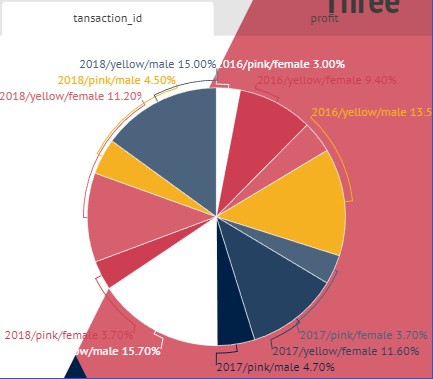 Three
tansaction_id
profit
2018/yellow/male 15.00%
2016/pink/female 3.00%
2018/pink/male 4.50%
2016/yellow/female 9.40%
2018/yellow/female 11.20%
2016/yellow/male 13.5
2018/pink/female 3.70%
2017/pink/female 3.70%
ow/male 15.70%
2017/yellow/female 11.60%
2017/pink/male 4.70%